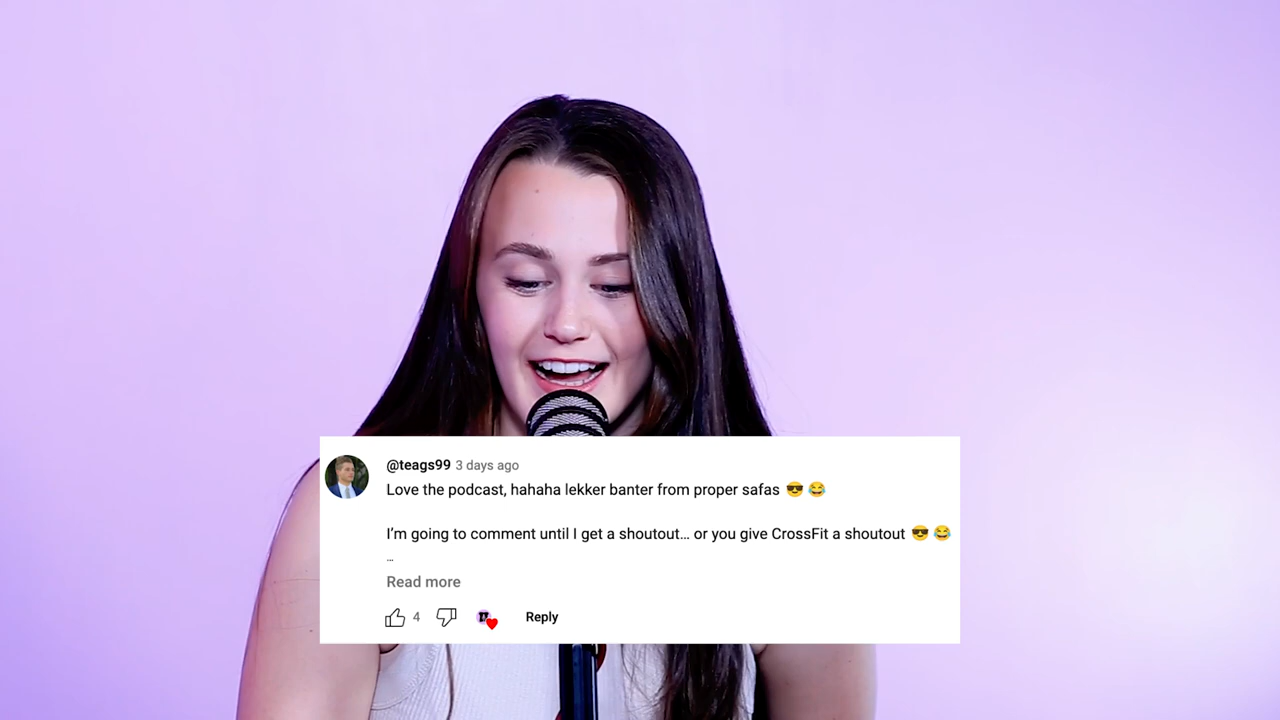 @teags99 3 days ago
Love the podcast, hahaha lekker banter from proper safas 😎 😂
I'm going to comment until I get a shoutout… or you give CrossFit a shoutout 😎 😂
…
Read more
4 Reply